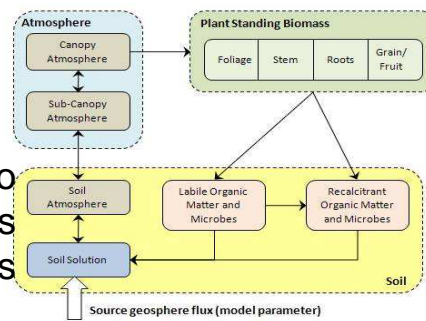 Atmosphere
Canopy
Atmosphere
Sub-Canopy
Atmosphere
Plant Standing Biomass
Foliage
Stem
Roots
Grain/
Fruit
Soil
Atmosphere
Soil Solution
Labile Organic
Matter and
Microbes
Recalcitrant
Organic Matter
and Microbes
Soil
Source geosphere flux (model parameter)